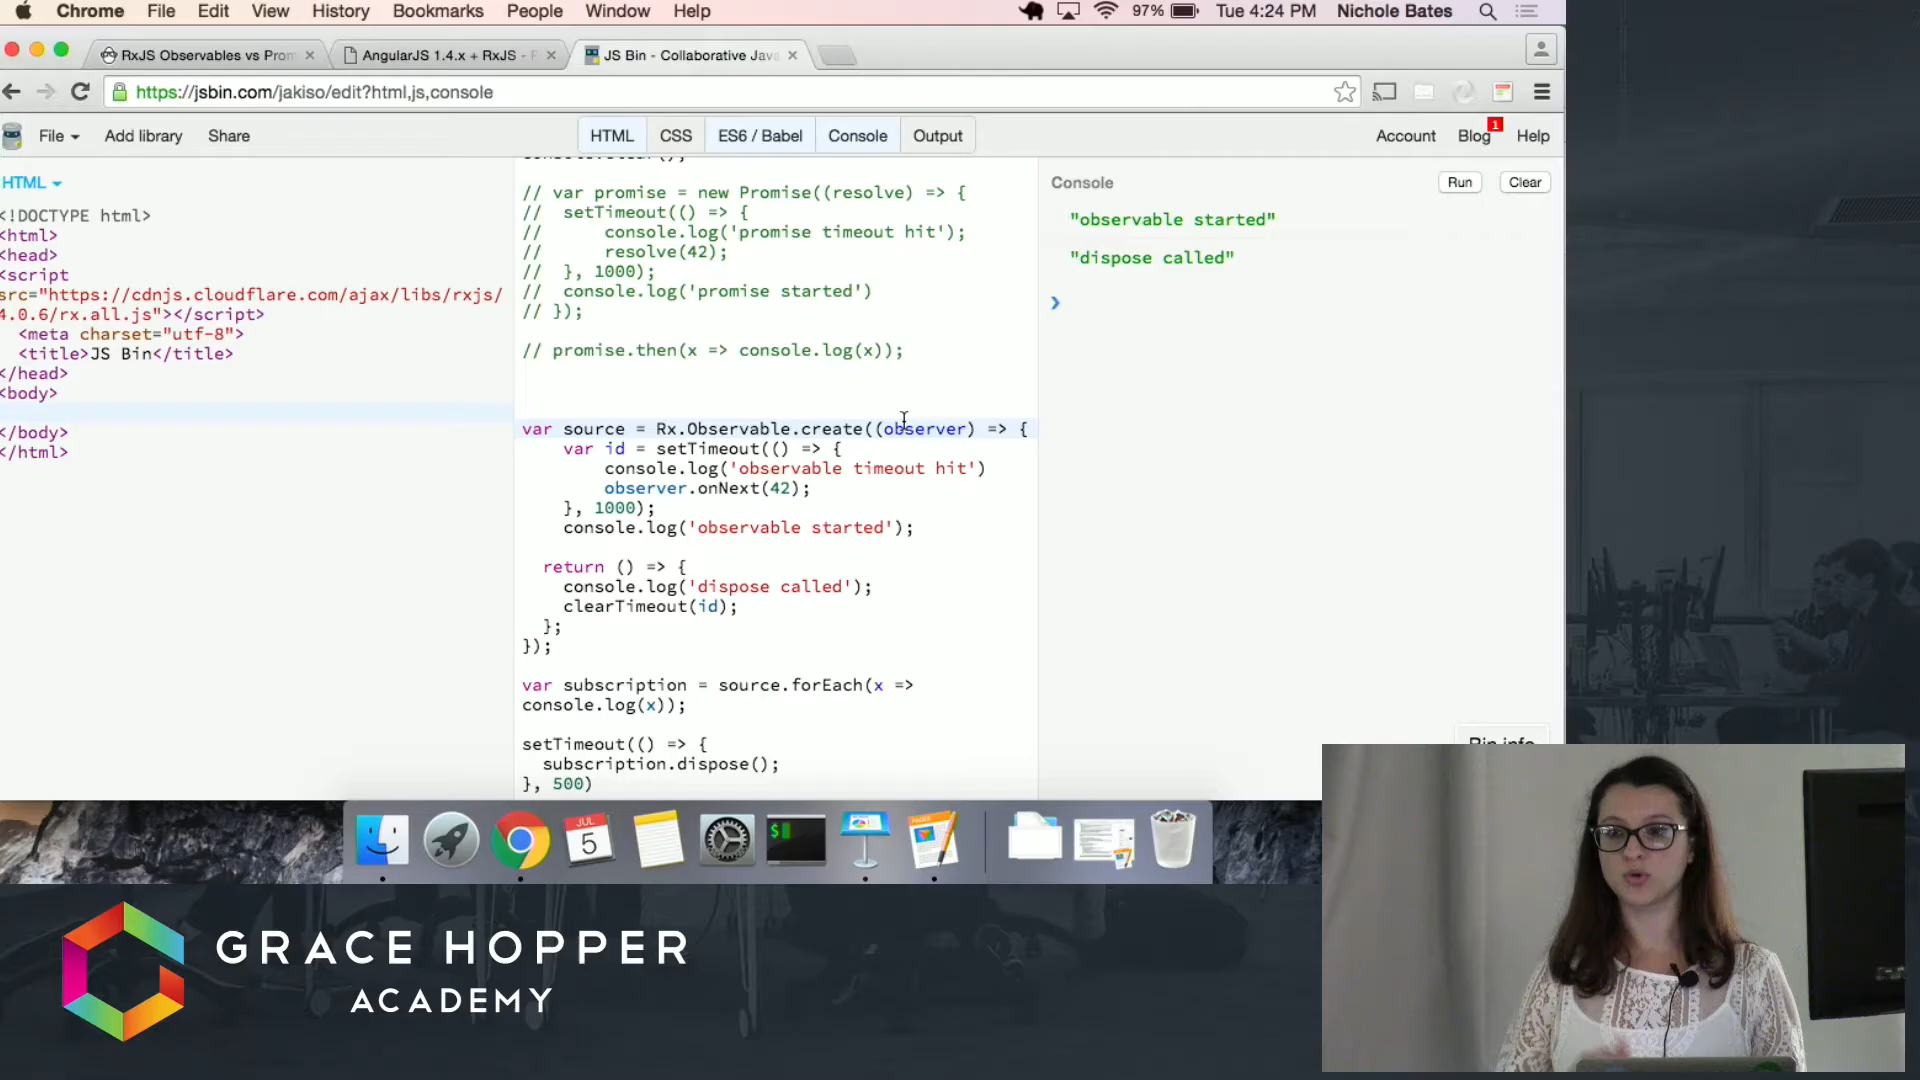 Chrome File Edit View History Bookmarks People Window Help 97% Tue 4:24 PM Nichole Bates
RxJS Observables vs Prom AngularJS 1.4.x + RxJS - JS Bin - Collaborative Java
https://jsbin.com/jakiso/edit?html,js,console
File Add library Share HTML CSS ES6 / Babel Console Output Account Blog 1 Help
HTML
<!DOCTYPE html>
<html>
<head>
<script
src="https://cdnjs.cloudflare.com/ajax/libs/rxjs/
4.0.6/rx.all.js"></script>
<meta charset="utf-8">
<title>JS Bin</title>
</head>
<body>
</body>
</html>
// var promise = new Promise((resolve) => {
// setTimeout(() => {
// console.log('promise timeout hit');
// resolve(42);
// }, 1000);
// console.log('promise started')
// });
// promise.then(x => console.log(x));
var source = Rx.Observable.create((observer) => {
var id = setTimeout(() => {
console.log('observable timeout hit')
observer.onNext(42);
}, 1000);
console.log('observable started');
return () => {
console.log('dispose called');
clearTimeout(id);
};
});
var subscription = source.forEach(x =>
console.log(x));
setTimeout(() => {
subscription.dispose();
}, 500)
Console Run Clear
"observable started"
"dispose called"
Bin info
JUL
5
PAGES
GRACE HOPPER
ACADEMY